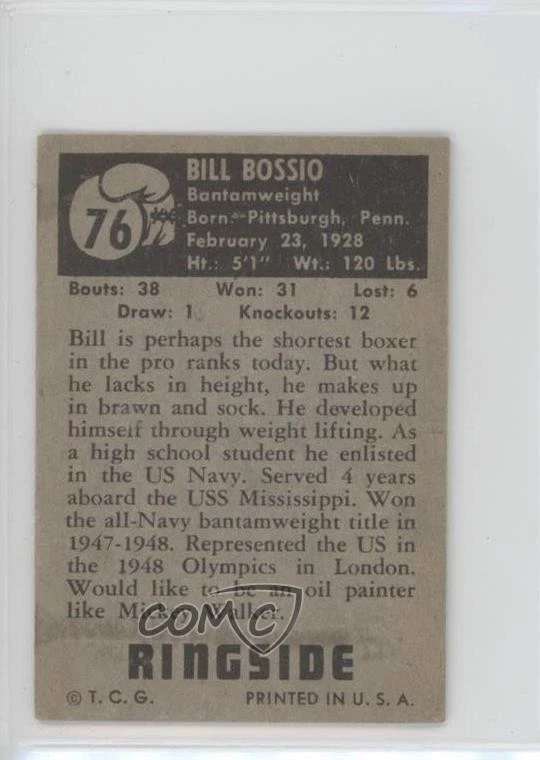 76
BILL BOSSIO
Bantamweight
Born: Pittsburgh, Penn.
February 23, 1928
Ht.: 5'1" Wt.: 120 Lbs.
Bouts: 38 Won: 31 Lost: 6
Draw: 1 Knockouts: 12
Bill is perhaps the shortest boxer
in the pro ranks today. But what
he lacks in height, he makes up
in brawn and sock. He developed
himself through weight lifting. As
a high school student he enlisted
in the US Navy. Served 4 years
aboard the USS Mississippi. Won
the all-Navy bantamweight title in
1947-1948. Represented the US in
the 1948 Olympics in London.
Would like to be an oil painter
like Mickey Walker.
COMC
RINGSIDE
© T. C. G. PRINTED IN U. S. A.